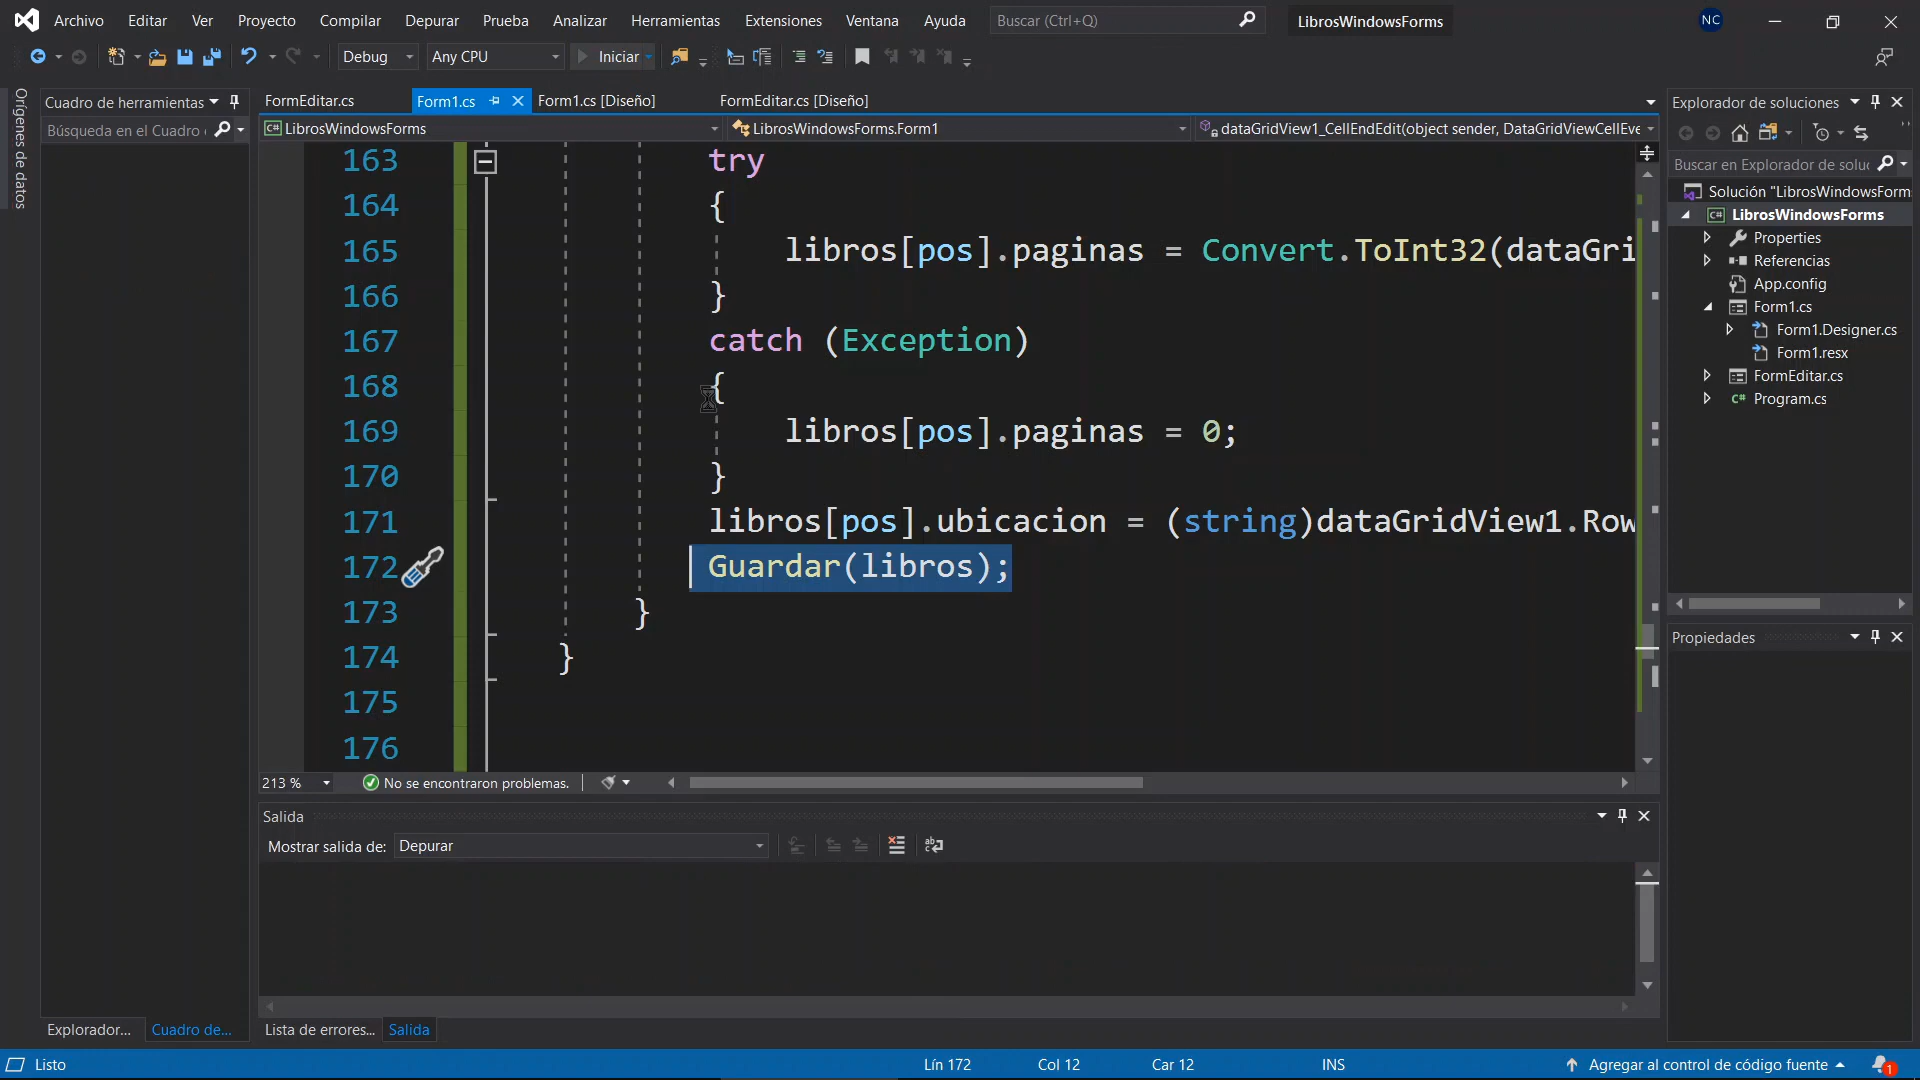 Archivo Editar Ver Proyecto Compilar Depurar Prueba Analizar Herramientas Extensiones Ventana Ayuda Buscar (Ctrl+Q) LibrosWindowsForms NC
Debug Any CPU Iniciar
Orígenes de datos
Cuadro de herramientas
Búsqueda en el Cuadro
FormEditar.cs Form1.cs Form1.cs [Diseño] FormEditar.cs [Diseño]
LibrosWindowsForms LibrosWindowsForms.Form1 dataGridView1_CellEndEdit(object sender, DataGridViewCellEve
163 try
164 {
165 libros[pos].paginas = Convert.ToInt32(dataGri
166 }
167 catch (Exception)
168 {
169 libros[pos].paginas = 0;
170 }
171 libros[pos].ubicacion = (string)dataGridView1.Row
172 Guardar(libros);
173 }
174 }
175
176
213 % No se encontraron problemas.
Salida
Mostrar salida de: Depurar
Explorador... Cuadro de... Lista de errores... Salida
Explorador de soluciones
Buscar en Explorador de soluc
Solución "LibrosWindowsForm
LibrosWindowsForms
Properties
Referencias
App.config
Form1.cs
Form1.Designer.cs
Form1.resx
FormEditar.cs
Program.cs
Propiedades
Listo Lín 172 Col 12 Car 12 INS Agregar al control de código fuente 1